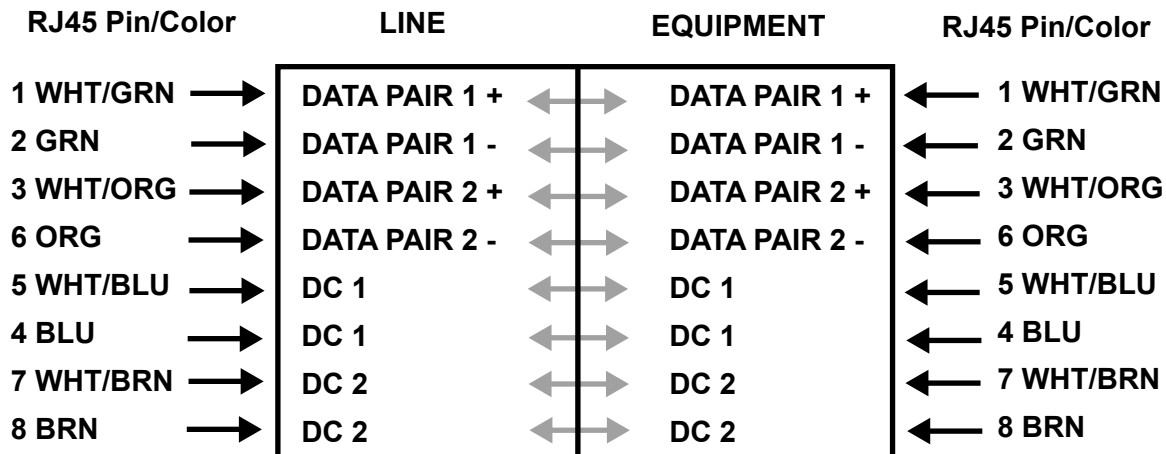 RJ45 Pin/Color LINE EQUIPMENT RJ45 Pin/Color
1 WHT/GRN DATA PAIR 1 + DATA PAIR 1 + 1 WHT/GRN
2 GRN DATA PAIR 1 - DATA PAIR 1 - 2 GRN
3 WHT/ORG DATA PAIR 2 + DATA PAIR 2 + 3 WHT/ORG
6 ORG DATA PAIR 2 - DATA PAIR 2 - 6 ORG
5 WHT/BLU DC 1 DC 1 5 WHT/BLU
4 BLU DC 1 DC 1 4 BLU
7 WHT/BRN DC 2 DC 2 7 WHT/BRN
8 BRN DC 2 DC 2 8 BRN